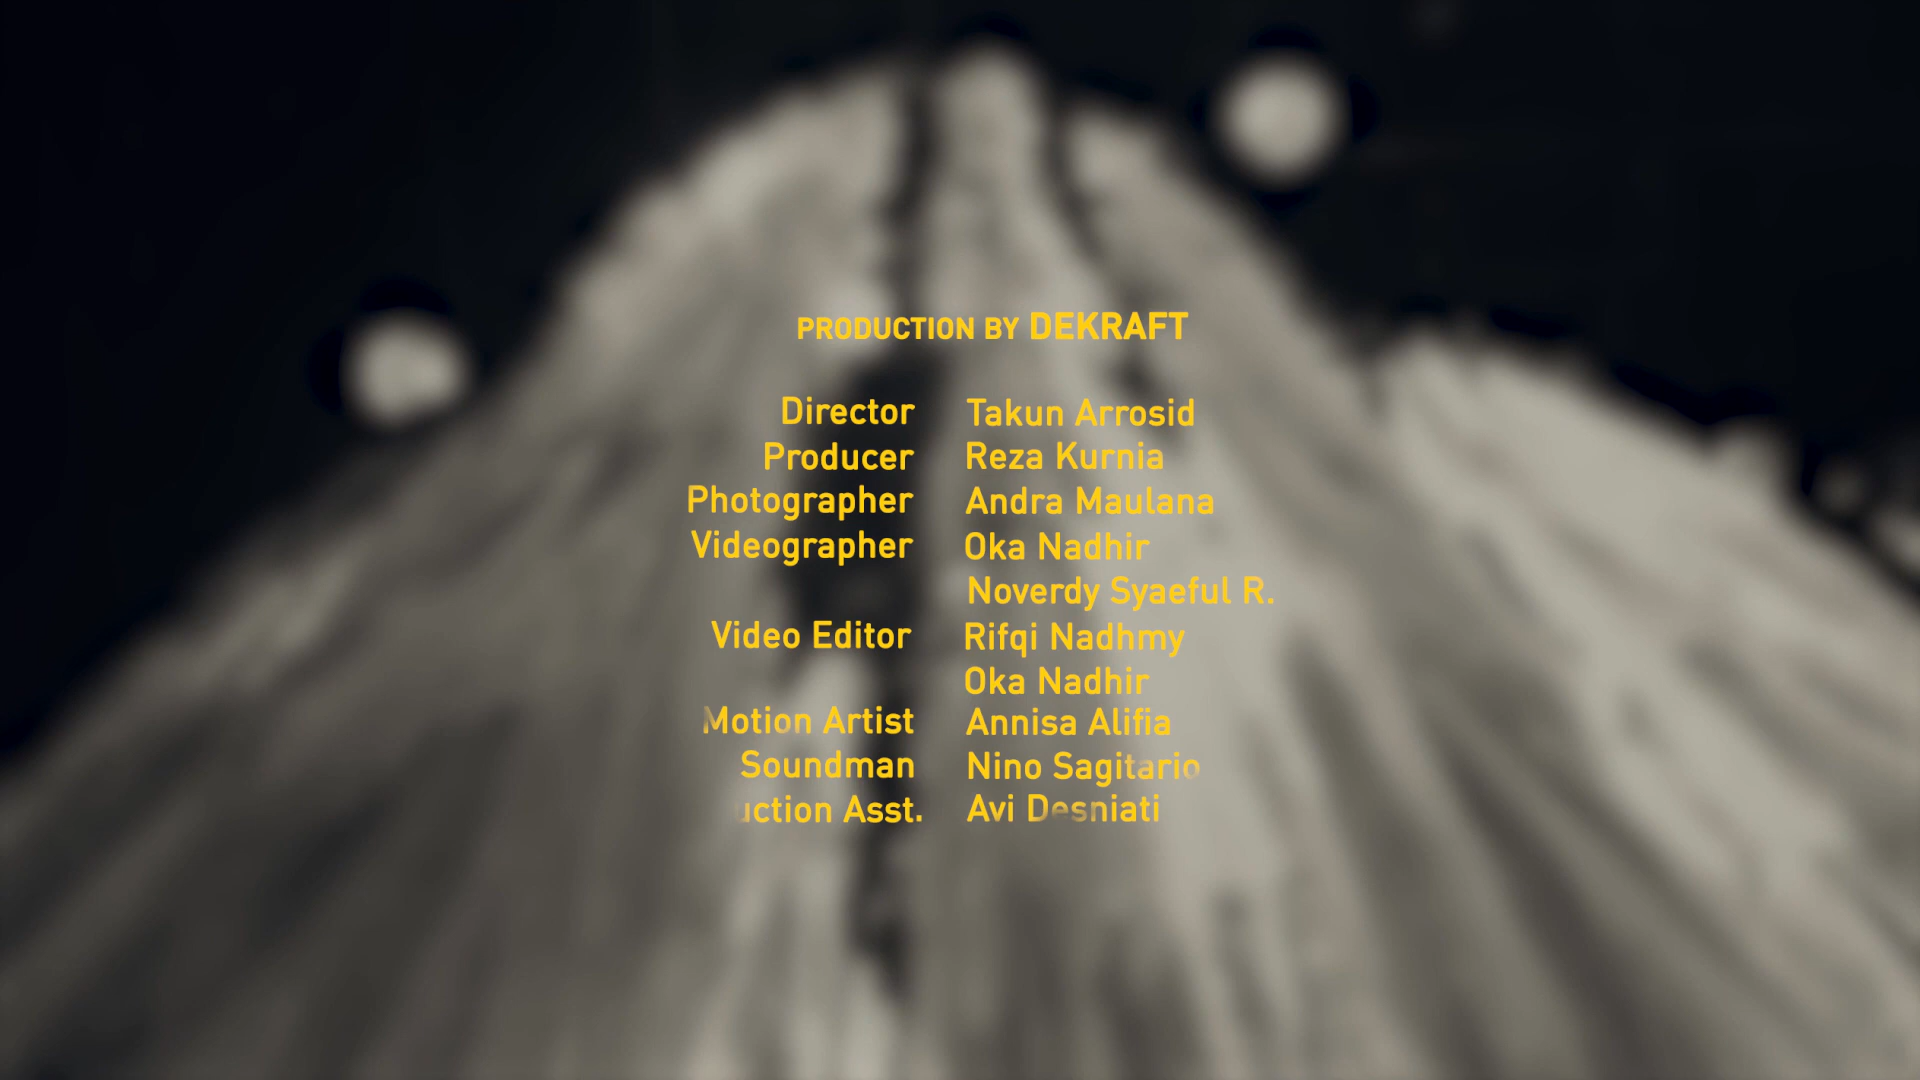 PRODUCTION BY DEKRAFT
Director Takun Arrosid
Producer Reza Kurnia
Photographer Andra Maulana
Videographer Oka Nadhir
Noverdy Syaeful R.
Video Editor Rifqi Nadhmy
Oka Nadhir
Motion Artist Annisa Alifia
Soundman Nino Sagitario
Asst. Avi Desniati